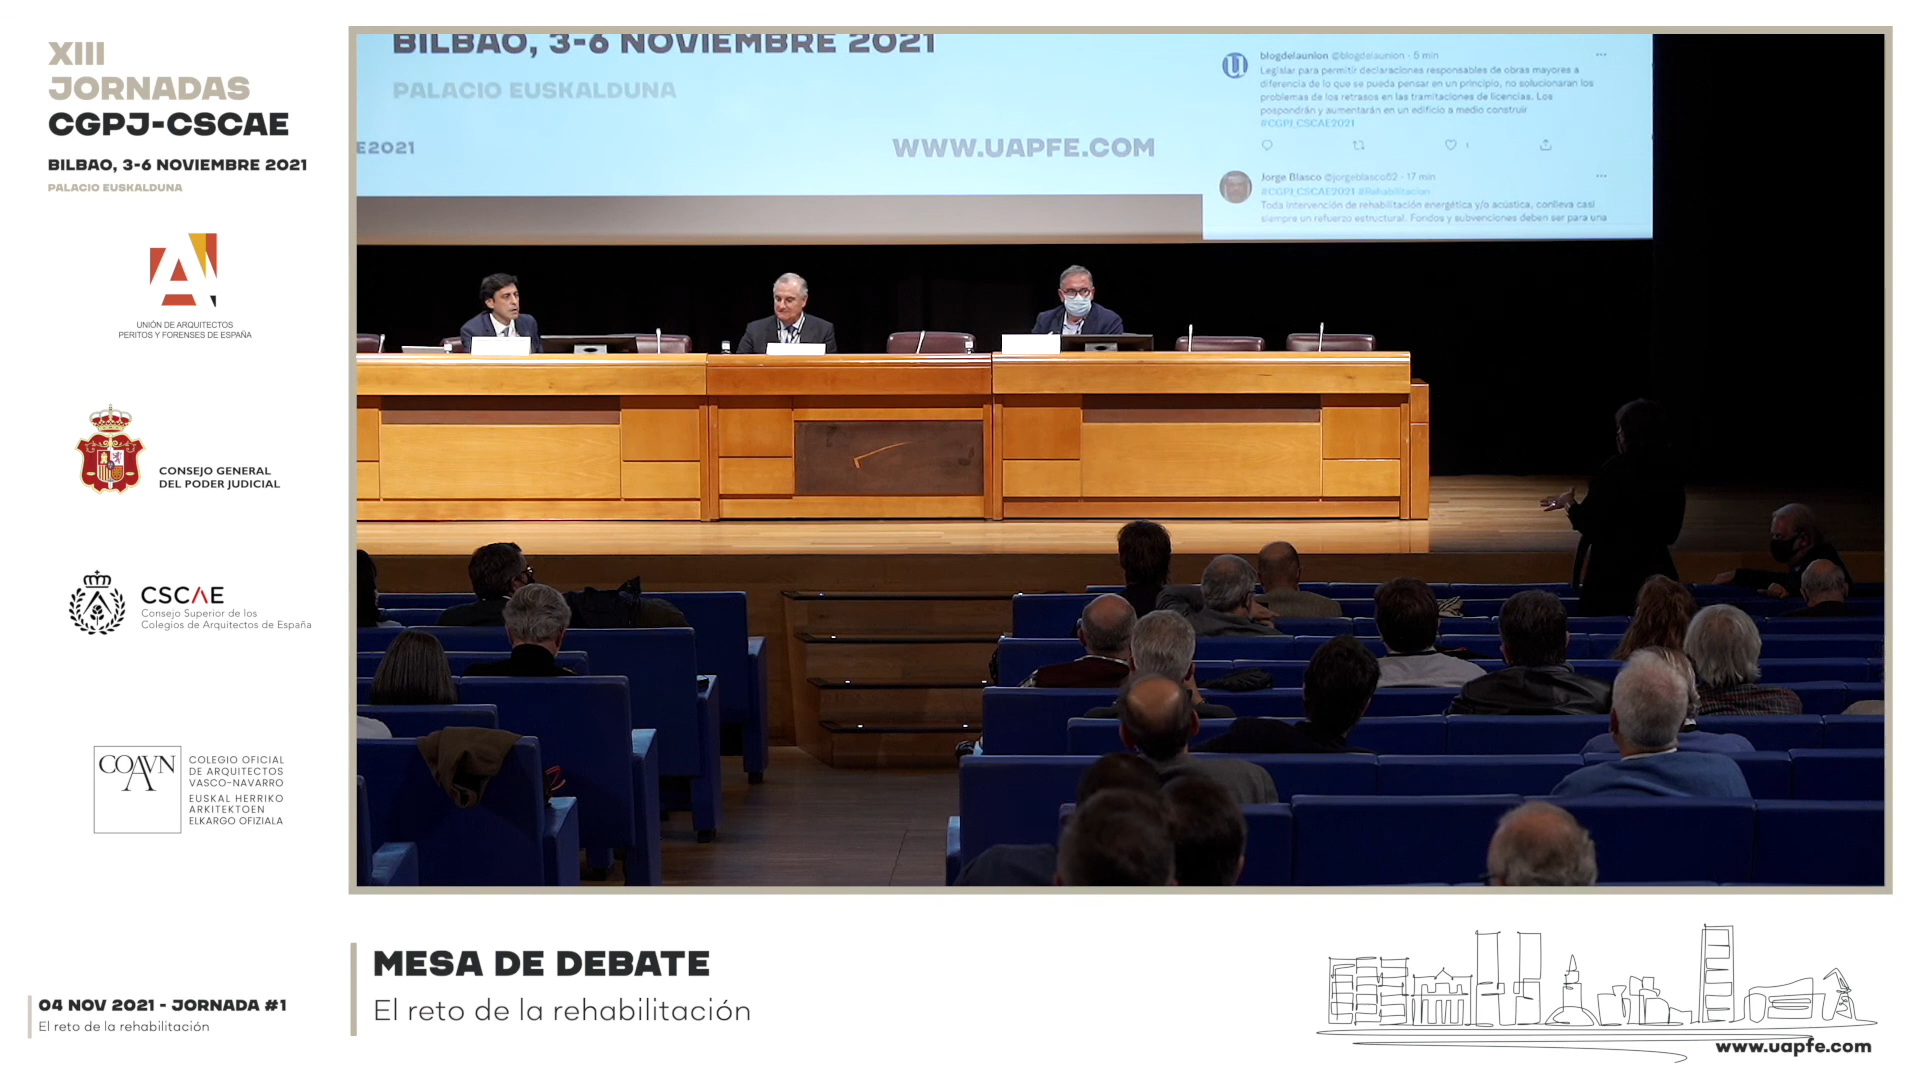 XIII
JORNADAS
CGPJ-CSCAE
BILBAO, 3-6 NOVIEMBRE 2021
PALACIO EUSKALDUNA
UNIÓN DE ARQUITECTOS
PERITOS Y FORENSES DE ESPAÑA
CONSEJO GENERAL
DEL PODER JUDICIAL
CSCAE
Consejo Superior de los
Colegios de Arquitectos de España
COAVN
COLEGIO OFICIAL
DE ARQUITECTOS
VASCO-NAVARRO
EUSKAL HERRIKO
ARKITEKTOEN
ELKARGO OFIZIALA
04 NOV 2021 - JORNADA #1
El reto de la rehabilitación
BILBAO, 3-6 NOVIEMBRE 2021
PALACIO EUSKALDUNA
E2021
WWW.UAPFE.COM
blogdelaunion @blogdelaunion · 5 min
Legislar para permitir declaraciones responsables de obras mayores a
diferencia de lo que se pueda pensar en un principio, no solucionaran los
problemas de los retrasos en las tramitaciones de licencias. Los
pospondrán y aumentarán en un edificio a medio construir
#CGPJ_CSCAE2021
1
Jorge Blasco @jorgeblasco62 · 17 min
#CGPJ_CSCAE2021 #Rehabilitacion
Toda intervención de rehabilitación energética y/o acústica, conlleva casi
siempre un refuerzo estructural. Fondos y subvenciones deben ser para una
MESA DE DEBATE
El reto de la rehabilitación
www.uapfe.com